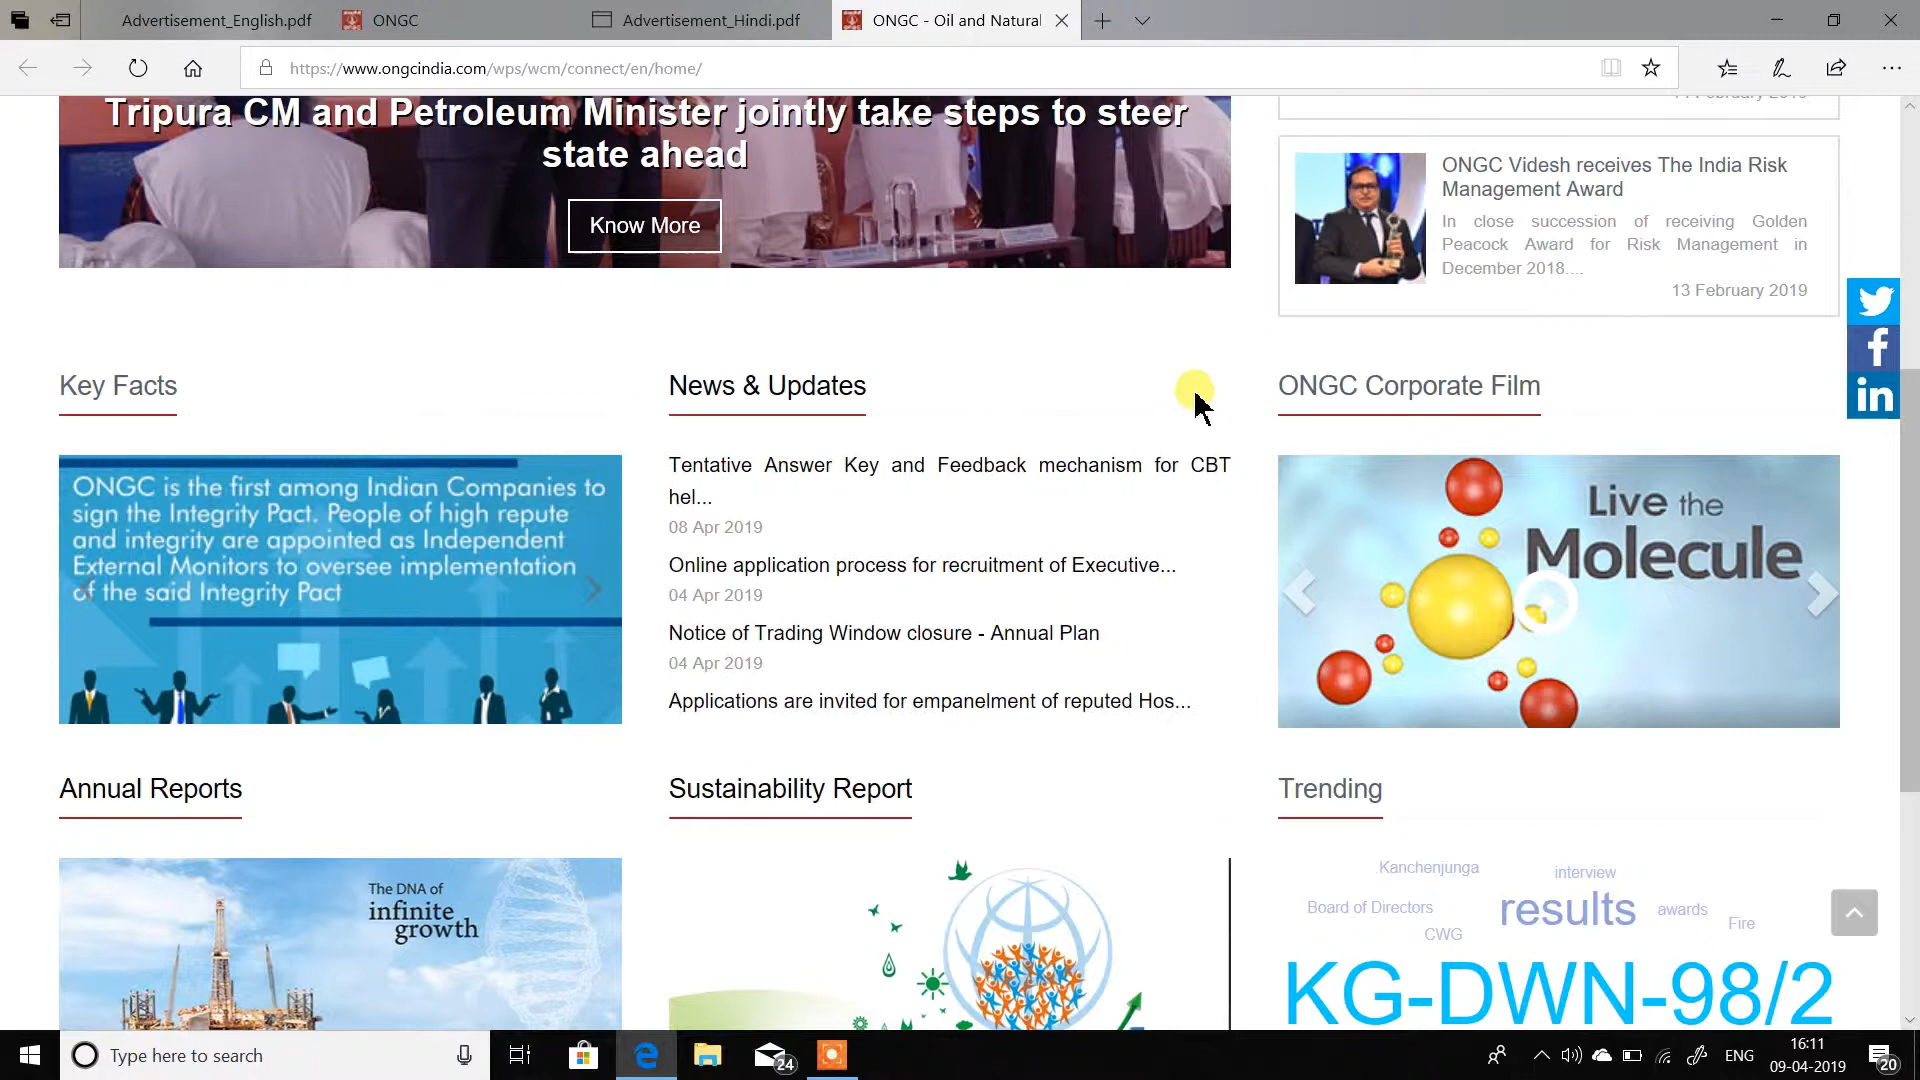 Advertisement_English.pdf
ONGC
Advertisement_Hindi.pdf
ONGC - Oil and Natural
https://www.ongcindia.com/wps/wcm/connect/en/home/
Tripura CM and Petroleum Minister jointly take steps to steer
state ahead
Know More
ONGC Videsh receives The India Risk
Management Award
In close succession of receiving Golden
Peacock Award for Risk Management in
December 2018....
13 February 2019
Key Facts
ONGC is the first among Indian Companies to
sign the Integrity Pact. People of high repute
and integrity are appointed as Independent
External Monitors to oversee implementation
of the said Integrity Pact
News & Updates
Tentative Answer Key and Feedback mechanism for CBT
hel...
08 Apr 2019
Online application process for recruitment of Executive...
04 Apr 2019
Notice of Trading Window closure - Annual Plan
04 Apr 2019
Applications are invited for empanelment of reputed Hos...
ONGC Corporate Film
Live the
Molecule
Annual Reports
The DNA of
infinite
growth
Sustainability Report
Trending
Kanchenjunga
interview
Board of Directors
results
awards
Fire
CWG
KG-DWN-98/2
Type here to search
24
ENG
16:11
09-04-2019
20